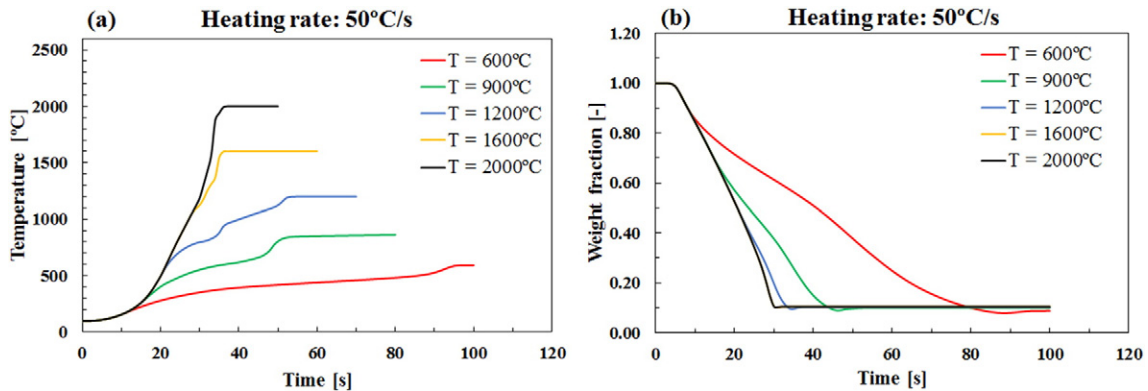 (a)
Heating rate: 50ºC/s
2500
2000
1500
1000
500
0
Temperature [ºC]
T = 600ºC
T = 900ºC
T = 1200ºC
T = 1600ºC
T = 2000ºC
0 20 40 60 80 100 120
Time [s]
(b)
Heating rate: 50ºC/s
1.20
1.00
0.80
0.60
0.40
0.20
0.00
Weight fraction [-]
T = 600ºC
T = 900ºC
T = 1200ºC
T = 1600ºC
T = 2000ºC
0 20 40 60 80 100 120
Time [s]